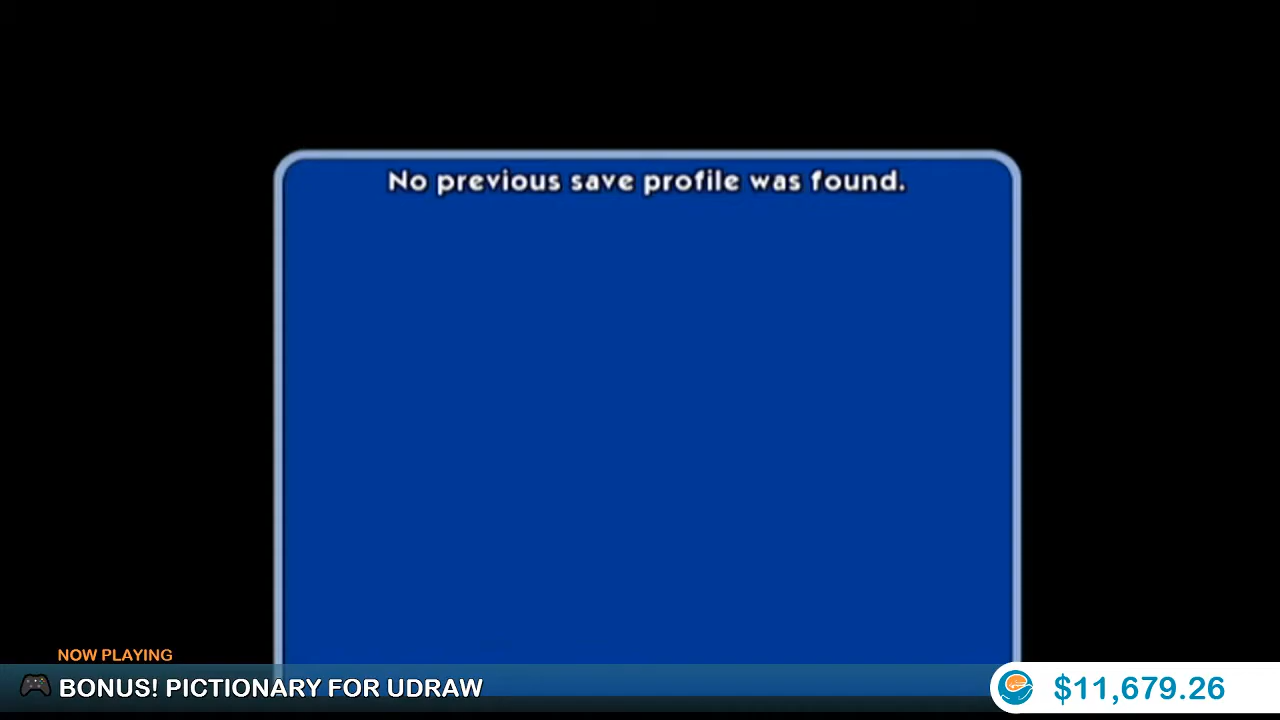 No previous save profile was found.
NOW PLAYING
BONUS! PICTIONARY FOR UDRAW
$11,679.26